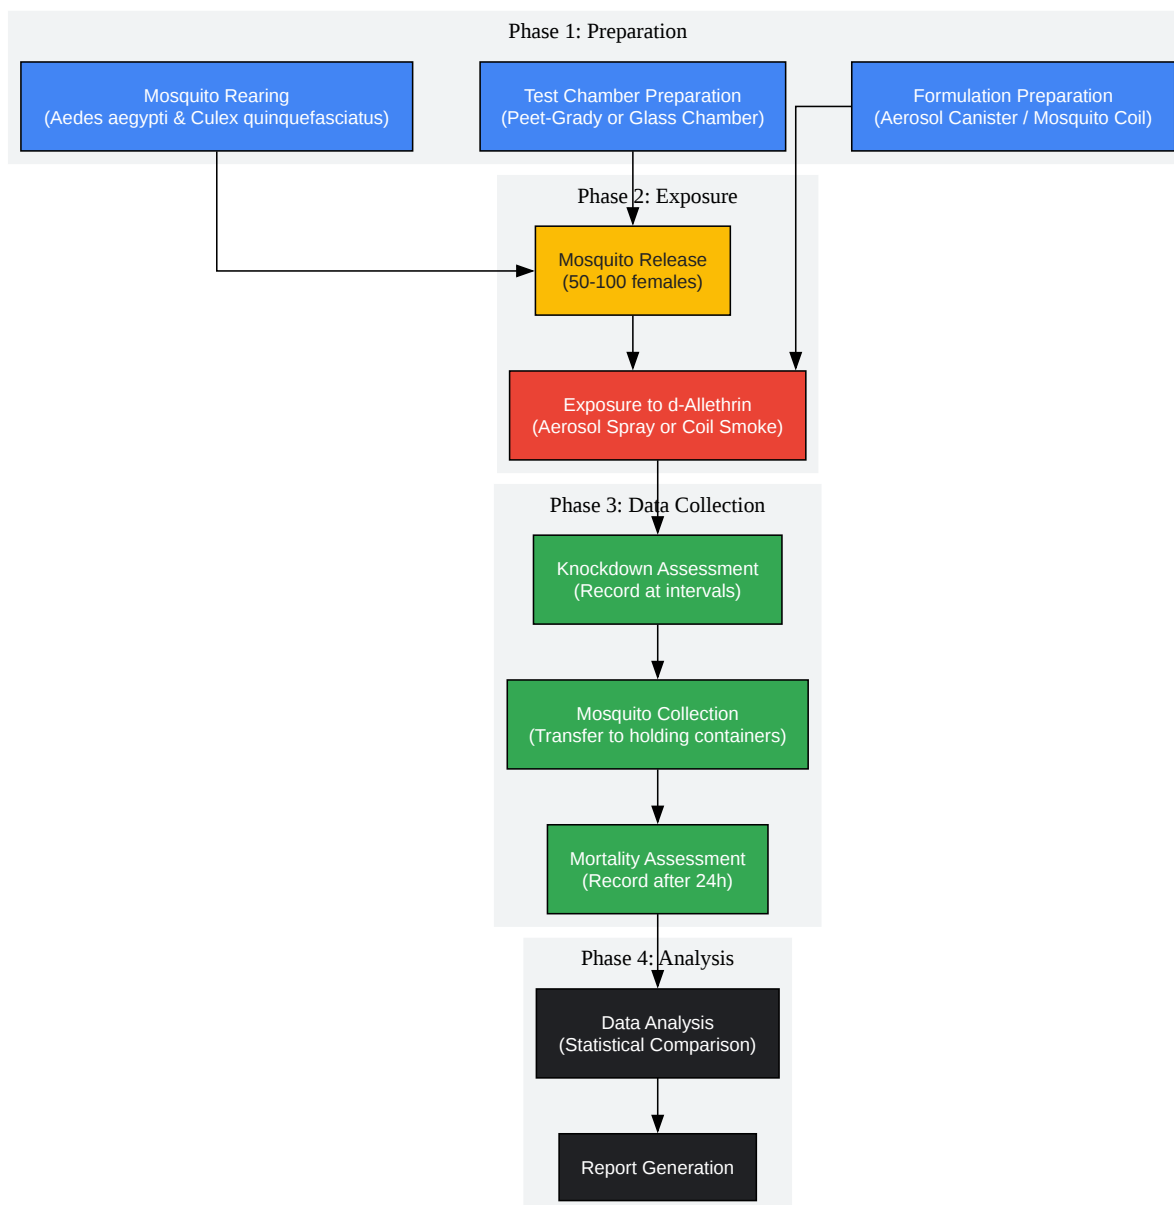 Phase 1: Preparation
Mosquito Rearing
(Aedes aegypti & Culex quinquefasciatus)
Test Chamber Preparation
(Peet-Grady or Glass Chamber)
Formulation Preparation
(Aerosol Canister / Mosquito Coil)
Phase 2: Exposure
Mosquito Release
(50-100 females)
Exposure to d-Allethrin
(Aerosol Spray or Coil Smoke)
Phase 3: Data Collection
Knockdown Assessment
(Record at intervals)
Mosquito Collection
(Transfer to holding containers)
Mortality Assessment
(Record after 24h)
Phase 4: Analysis
Data Analysis
(Statistical Comparison)
Report Generation